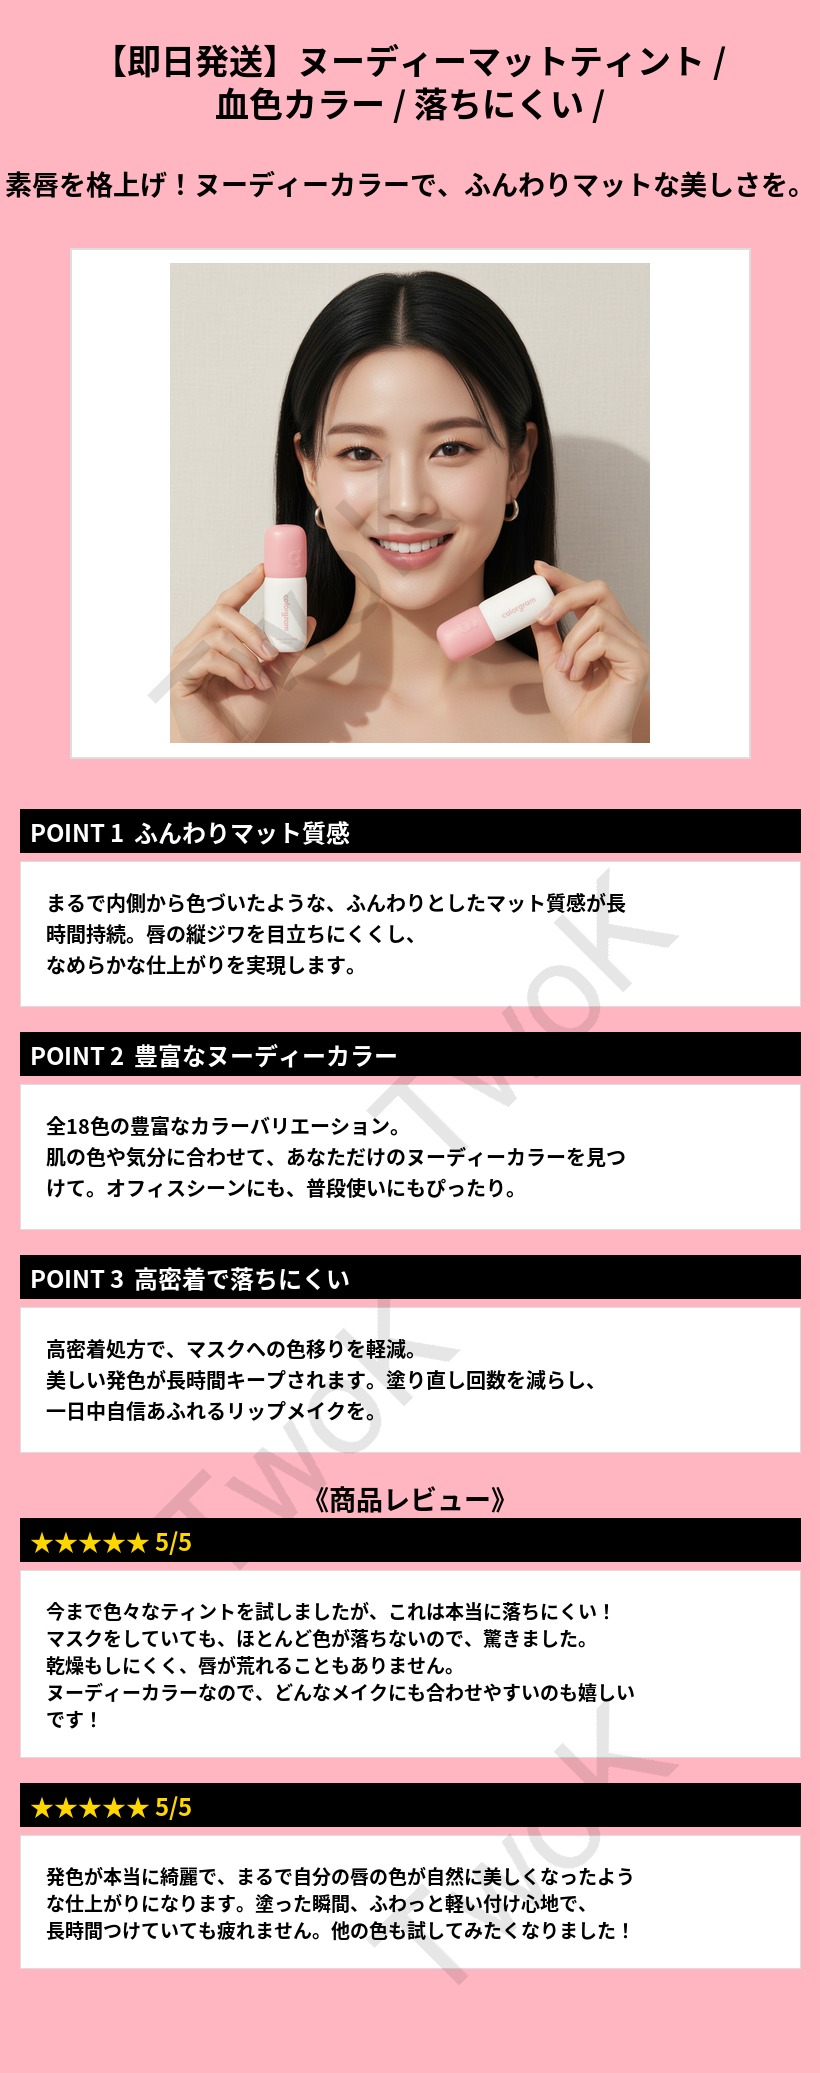 【即日発送】ヌーディーマットティント /
血色カラー / 落ちにくい /
素唇を格上げ！ヌーディーカラーで、ふんわりマットな美しさを。
colorgram
colorgram
TwoK
POINT 1 ふんわりマット質感
まるで内側から色づいたような、ふんわりとしたマット質感が長
時間持続。唇の縦ジワを目立ちにくくし、
なめらかな仕上がりを実現します。
TwoK
POINT 2 豊富なヌーディーカラー
全18色の豊富なカラーバリエーション。
肌の色や気分に合わせて、あなただけのヌーディーカラーを見つ
けて。オフィスシーンにも、普段使いにもぴったり。
POINT 3 高密着で落ちにくい
高密着処方で、マスクへの色移りを軽減。
美しい発色が長時間キープされます。塗り直し回数を減らし、
一日中自信あふれるリップメイクを。
TwoK
《商品レビュー》
★★★★★ 5/5
今まで色々なティントを試しましたが、これは本当に落ちにくい！
マスクをしていても、ほとんど色が落ちないので、驚きました。
乾燥もしにくく、唇が荒れることもありません。
ヌーディーカラーなので、どんなメイクにも合わせやすいのも嬉しい
です！
★★★★★ 5/5
発色が本当に綺麗で、まるで自分の唇の色が自然に美しくなったよう
な仕上がりになります。塗った瞬間、ふわっと軽い付け心地で、
長時間つけていても疲れません。他の色も試してみたくなりました！
TwoK